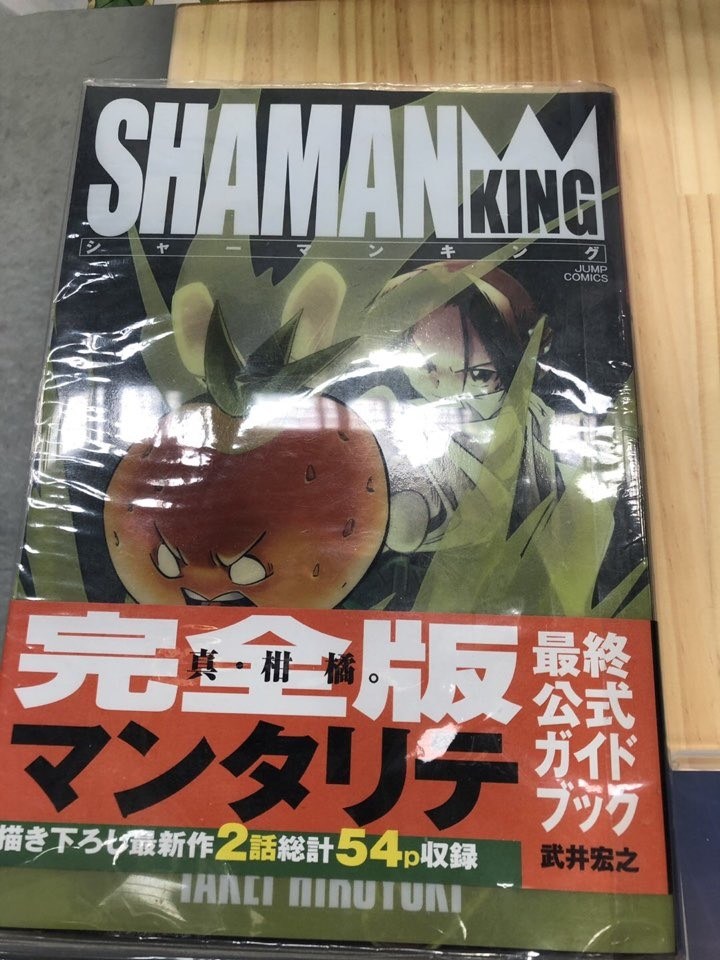 SHAMAN KING
シャーマンキング
JUMP COMICS
完全版
真・柑橘。
マンタリテ
最終公式ガイドブック
武井宏之
描き下ろし最新作2話総計54p収録
TAKEI HIROYUKI